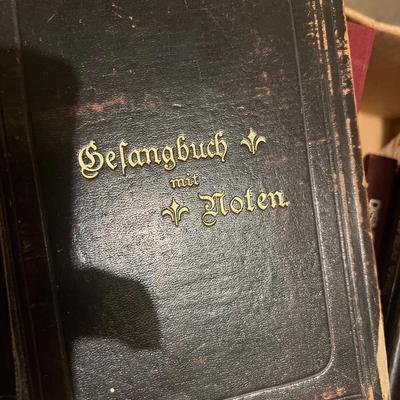 Gesangbuch
mit
Noten.